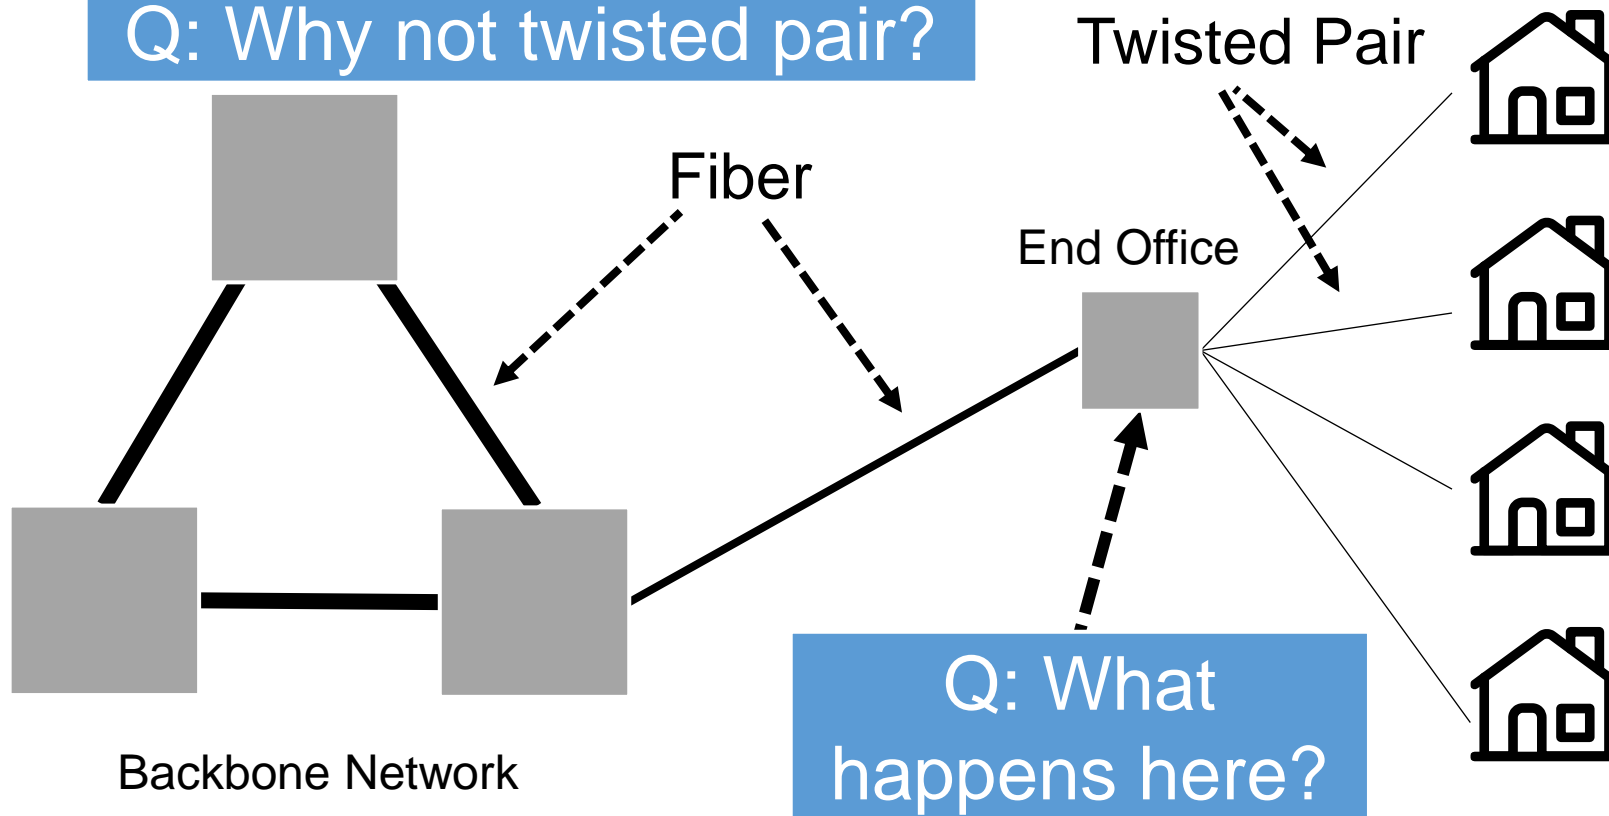 Q: Why not twisted pair?
Twisted Pair
Fiber
End Office
Q: What
happens here?
Backbone Network